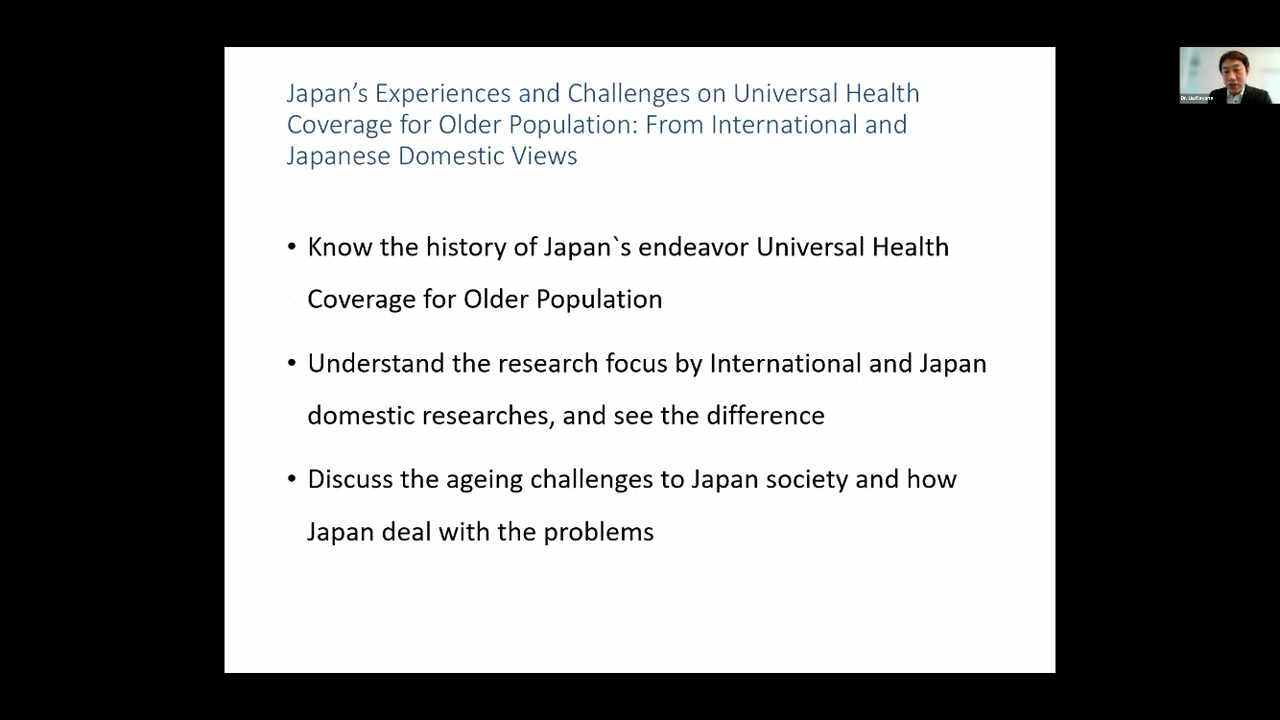 Japan’s Experiences and Challenges on Universal Health
Coverage for Older Population: From International and
Japanese Domestic Views
• Know the history of Japan`s endeavor Universal Health
Coverage for Older Population
• Understand the research focus by International and Japan
domestic researches, and see the difference
• Discuss the ageing challenges to Japan society and how
Japan deal with the problems
Dr.